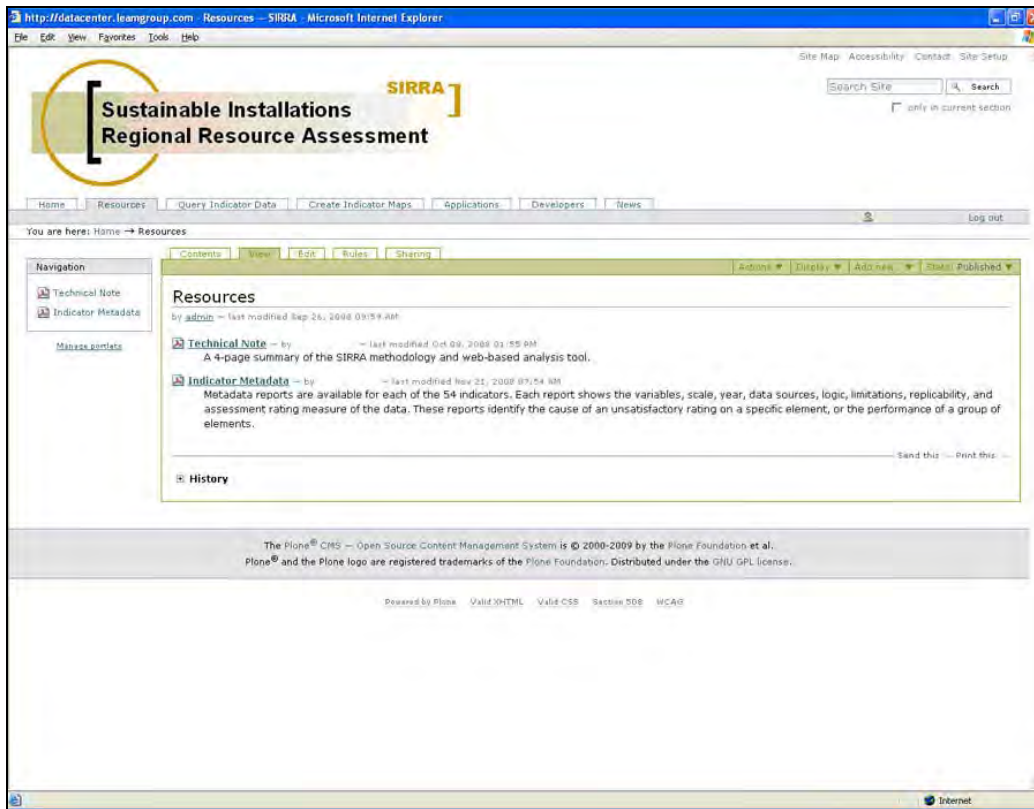 http://datacenter.leamgroup.com - Resources — SIRRA - Microsoft Internet Explorer
File Edit View Favorites Tools Help
Site Map Accessibility Contact Site Setup
SIRRA
Sustainable Installations
Regional Resource Assessment
Search Site Search
only in current section
Home Resources Query Indicator Data Create Indicator Maps Applications Developers News
Log out
You are here: Home → Resources
Contents View Edit Rules Sharing
Navigation
Actions Display Add new... State: Published
Technical Note
Indicator Metadata
Manage portlets
Resources
by admin — last modified Sep 26, 2008 09:59 AM
Technical Note — by — last modified Oct 09, 2008 01:55 PM
A 4-page summary of the SIRRA methodology and web-based analysis tool.
Indicator Metadata — by — last modified Nov 21, 2008 07:54 AM
Metadata reports are available for each of the 54 indicators. Each report shows the variables, scale, year, data sources, logic, limitations, replicability, and
assessment rating measure of the data. These reports identify the cause of an unsatisfactory rating on a specific element, or the performance of a group of
elements.
Send this — Print this —
History
The Plone® CMS — Open Source Content Management System is © 2000-2009 by the Plone Foundation et al.
Plone® and the Plone logo are registered trademarks of the Plone Foundation. Distributed under the GNU GPL license.
Powered by Plone Valid XHTML Valid CSS Section 508 WCAG
Internet